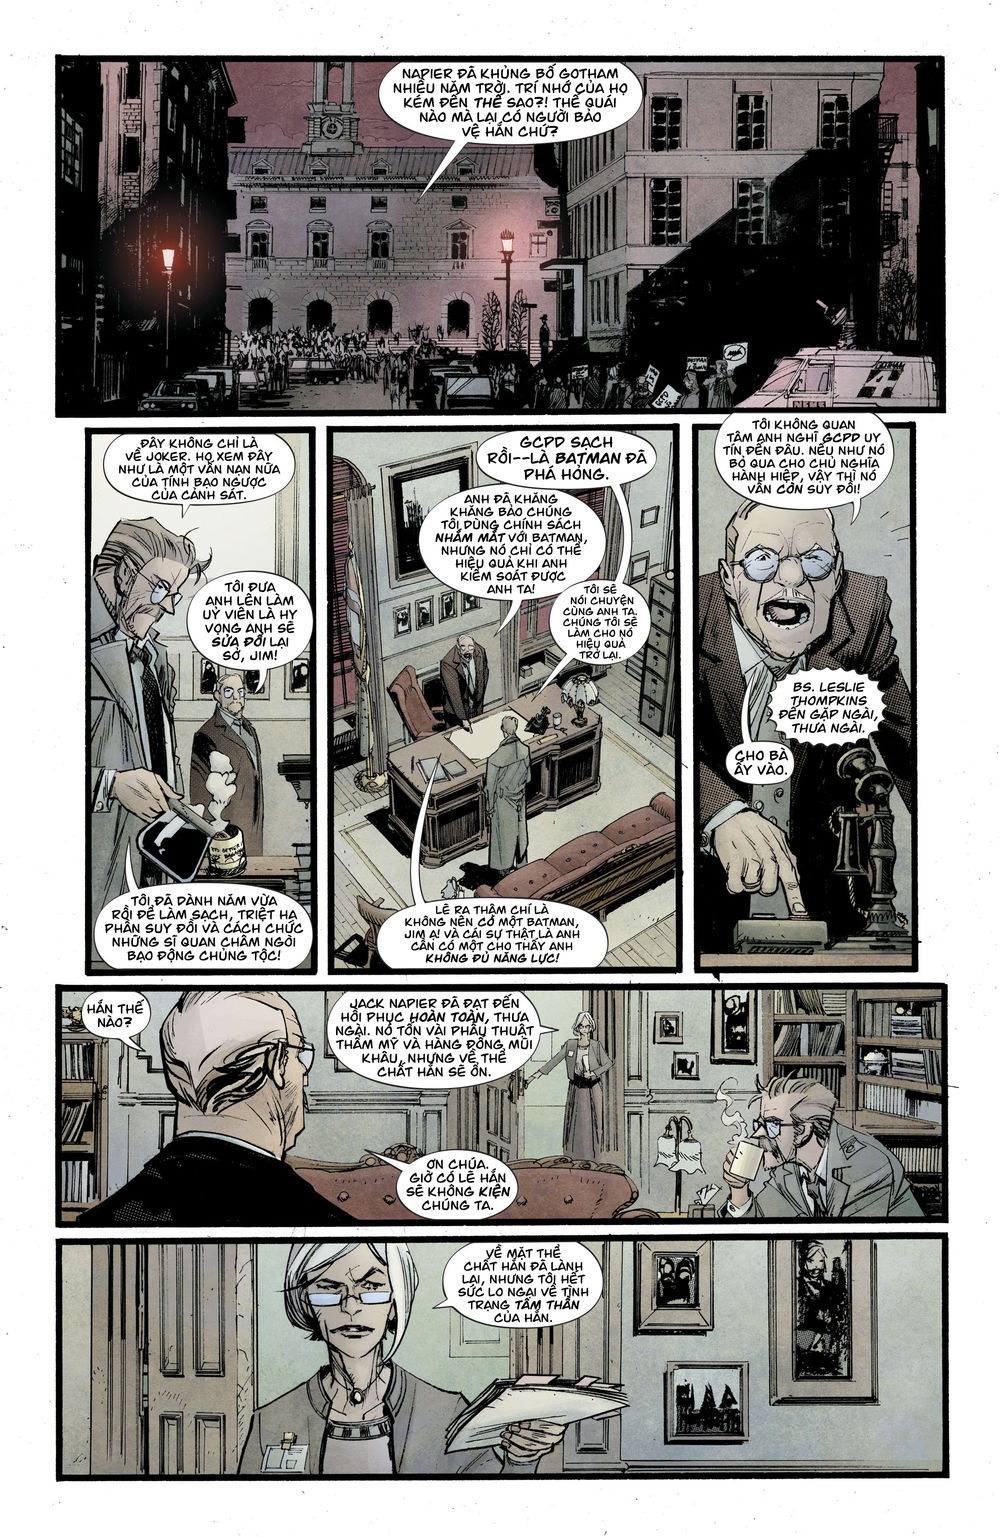 NAPIER ĐÃ KHỦNG BỐ GOTHAM
NHIỀU NĂM TRỜI. TRÍ NHỚ CỦA HỌ
KÉM ĐẾN THẾ SAO?! THẾ QUÁI
NÀO MÀ LẠI CÓ NGƯỜI BẢO
VỆ HẮN CHỨ?
BATMAN
GCPD
4
ĐÂY KHÔNG CHỈ LÀ
VỀ JOKER. HỌ XEM ĐÂY
NHƯ LÀ MỘT VẤN NẠN NỮA
CỦA TÍNH BẠO NGƯỢC
CỦA CẢNH SÁT.
TÔI ĐƯA
ANH LÊN LÀM
UỶ VIÊN LÀ HY
VỌNG ANH SẼ
SỬA ĐỔI LẠI
SỞ, JIM!
TÔI ĐÃ DÀNH NĂM VỪA
RỒI ĐỂ LÀM SẠCH, TRIỆT HẠ
PHẦN SUY ĐỒI VÀ CÁCH CHỨC
NHỮNG SĨ QUAN CHÂM NGÒI
BẠO ĐỘNG CHỦNG TỘC!
GCPD SẠCH
RỒI--LÀ BATMAN ĐÃ
PHÁ HỎNG.
ANH ĐÃ KHĂNG
KHĂNG BẢO CHÚNG
TÔI DÙNG CHÍNH SÁCH
NHẮM MẮT VỚI BATMAN,
NHƯNG NÓ CHỈ CÓ THỂ
HIỆU QUẢ KHI ANH
KIỂM SOÁT ĐƯỢC
ANH TA!
TÔI SẼ
NÓI CHUYỆN
CÙNG ANH TA.
CHÚNG TÔI SẼ
LÀM CHO NÓ
HIỆU QUẢ
TRỞ LẠI.
LẼ RA THẬM CHÍ LÀ
KHÔNG NÊN CÓ MỘT BATMAN,
JIM Ạ! VÀ CÁI SỰ THẬT LÀ ANH
CẦN CÓ MỘT CHO THẤY ANH
KHÔNG ĐỦ NĂNG LỰC!
TÔI KHÔNG QUAN
TÂM ANH NGHĨ GCPD UY
TÍN ĐẾN ĐÂU. NẾU NHƯ NÓ
BỎ QUA CHO CHỦ NGHĨA
HÀNH HIỆP, VẬY THÌ NÓ
VẪN CÒN SUY ĐỒI!
BS. LESLIE
THOMPKINS
ĐẾN GẶP NGÀI,
THƯA NGÀI.
CHO BÀ
ẤY VÀO.
HẮN THẾ
NÀO?
JACK NAPIER ĐÃ ĐẠT ĐẾN
HỒI PHỤC HOÀN TOÀN, THƯA
NGÀI. NÓ TỐN VÀI PHẪU THUẬT
THẨM MỸ VÀ HÀNG ĐỐNG MŨI
KHÂU, NHƯNG VỀ THỂ
CHẤT HẮN SẼ ỔN.
ƠN CHÚA.
GIỜ CÓ LẼ HẮN
SẼ KHÔNG KIỆN
CHÚNG TA.
VỀ MẶT THỂ
CHẤT HẮN ĐÃ LÀNH
LẠI, NHƯNG TÔI HẾT
SỨC LO NGẠI VỀ TÌNH
TRẠNG TÂM THẦN
CỦA HẮN.